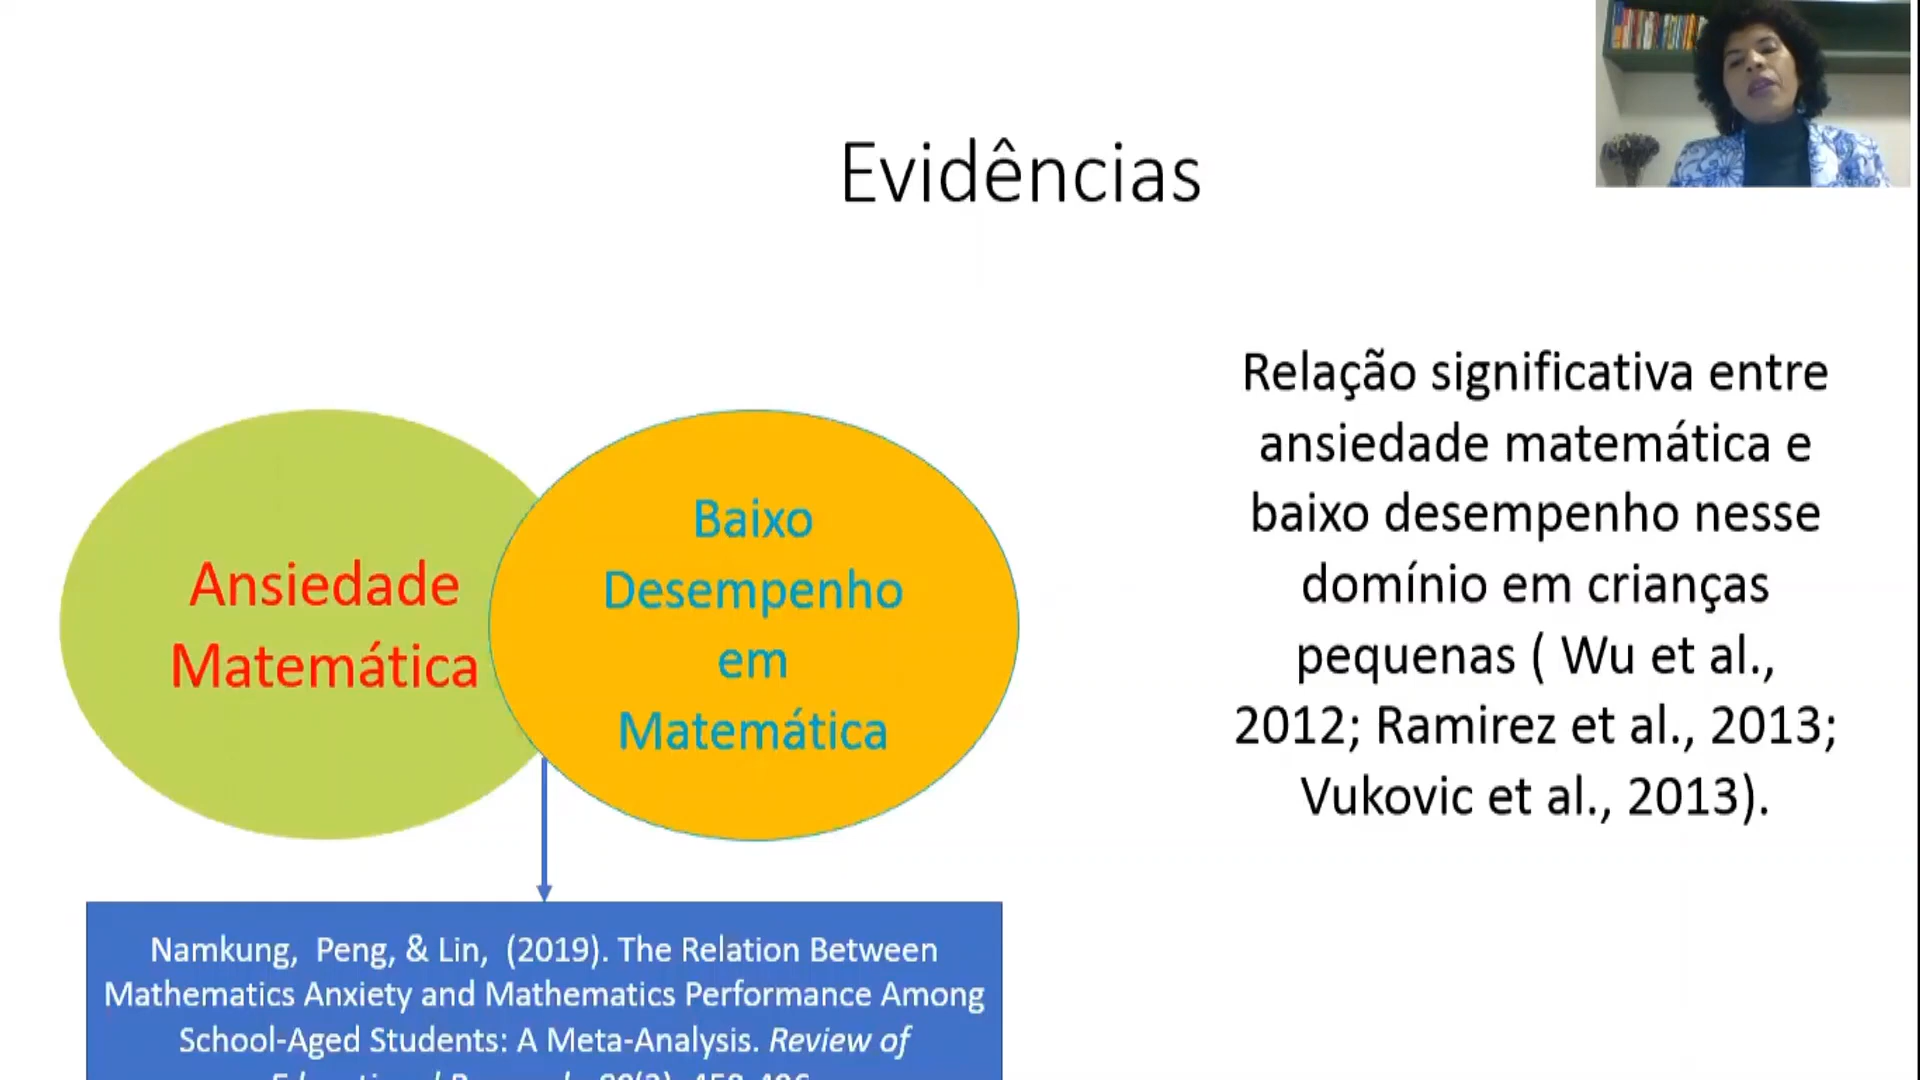 Evidências
Ansiedade
Matemática
Baixo
Desempenho
em
Matemática
Relação significativa entre
ansiedade matemática e
baixo desempenho nesse
domínio em crianças
pequenas ( Wu et al.,
2012; Ramirez et al., 2013;
Vukovic et al., 2013).
Namkung, Peng, & Lin, (2019). The Relation Between
Mathematics Anxiety and Mathematics Performance Among
School-Aged Students: A Meta-Analysis. Review of